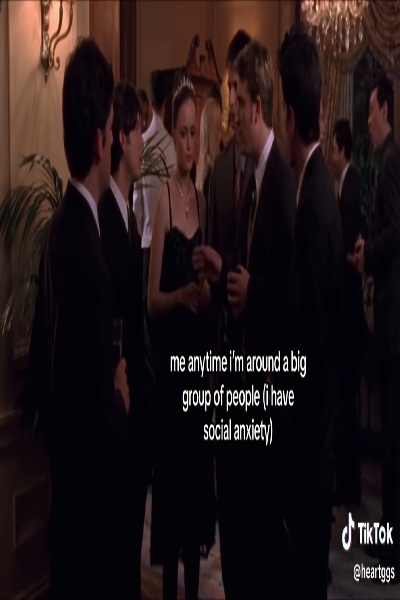 me anytime i'm around a big
group of people (i have
social anxiety)
TikTok
@heartggs